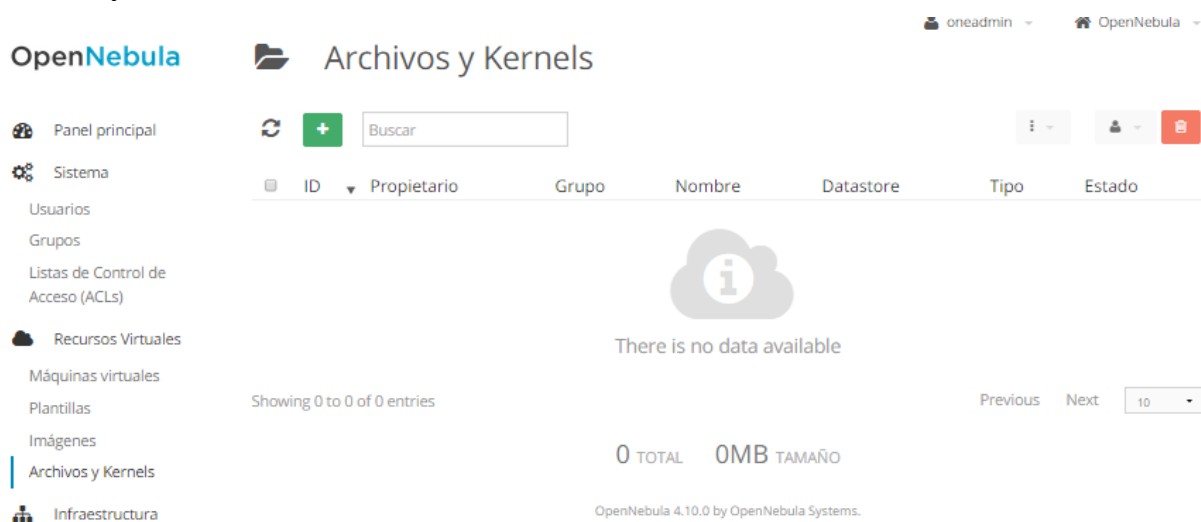 oneadmin OpenNebula
OpenNebula Archivos y Kernels
Panel principal
Buscar
Sistema
ID Propietario Grupo Nombre Datastore Tipo Estado
Usuarios
Grupos
Listas de Control de
Acceso (ACLs)
Recursos Virtuales
There is no data available
Máquinas virtuales
Plantillas
Showing 0 to 0 of 0 entries Previous Next 10
Imágenes
0 TOTAL 0MB TAMAÑO
Archivos y Kernels
Infraestructura
OpenNebula 4.10.0 by OpenNebula Systems.